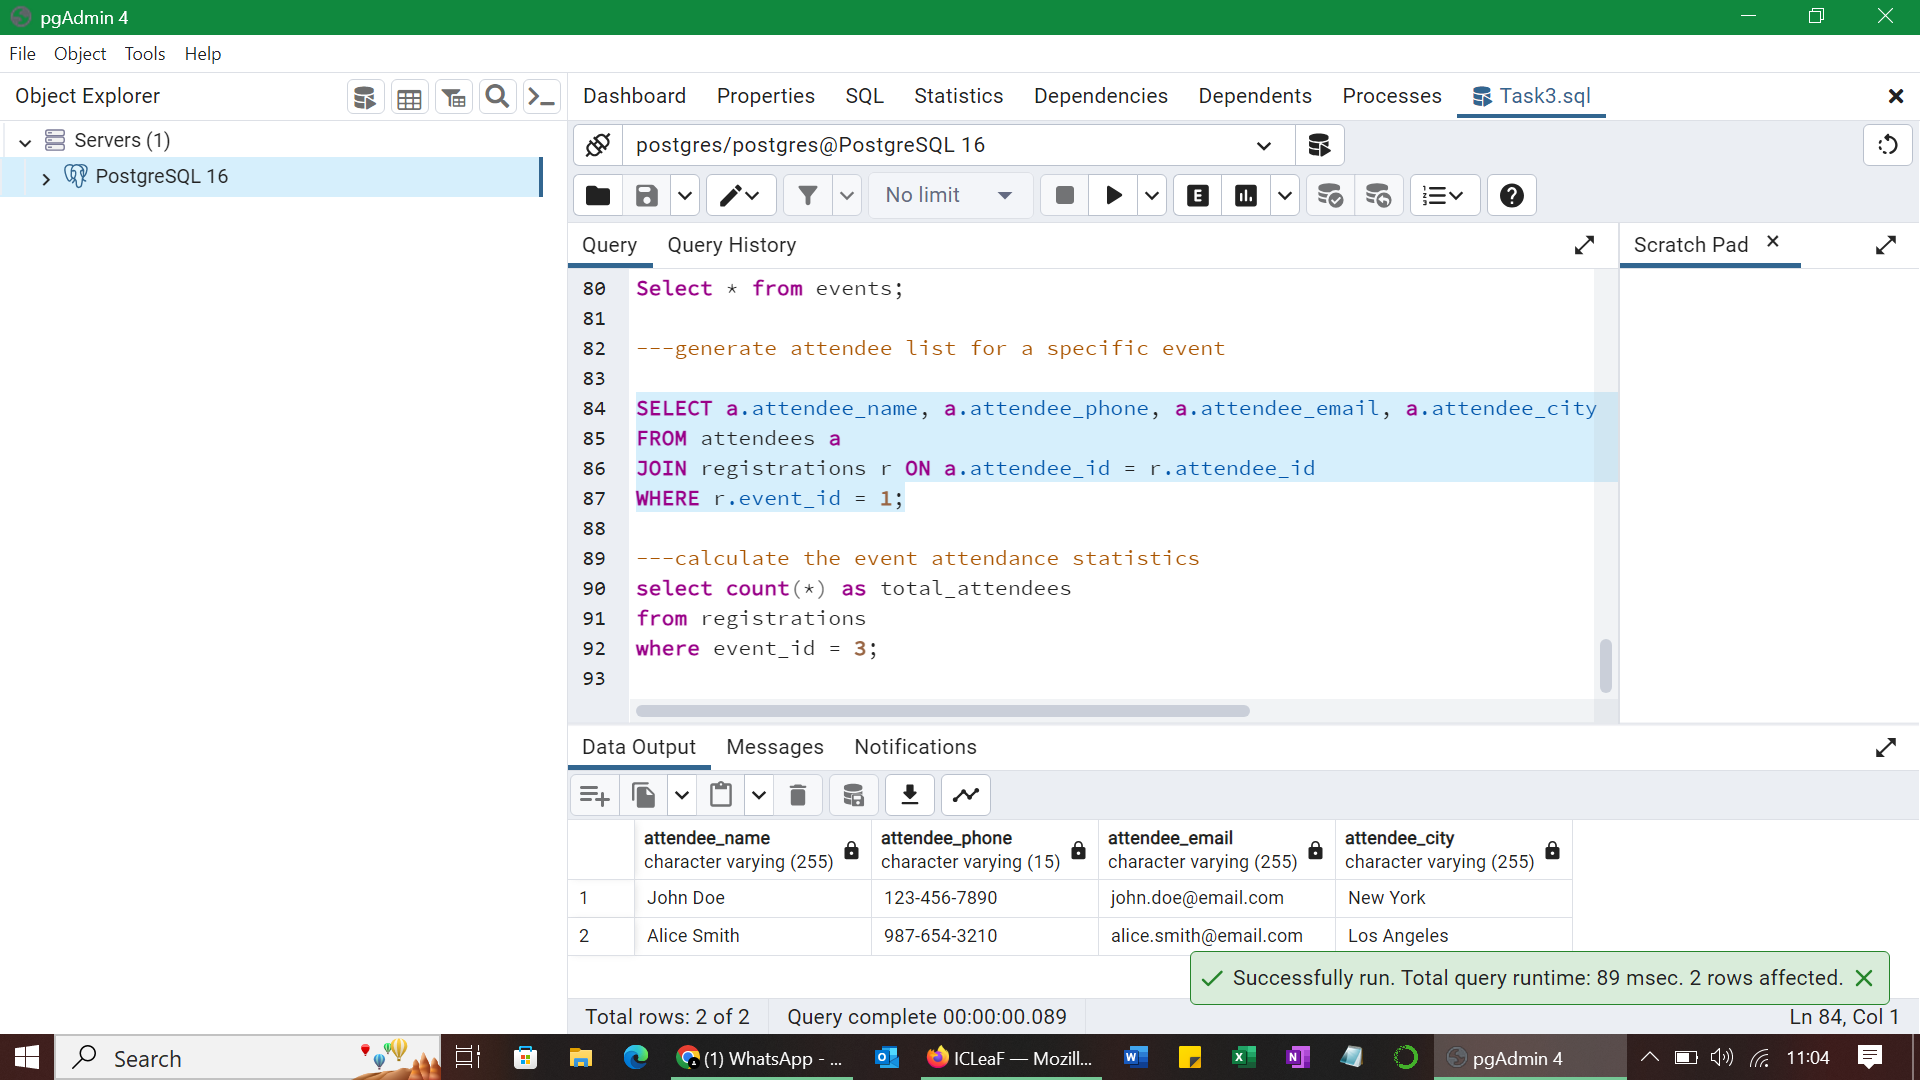 pgAdmin 4
File Object Tools Help
Object Explorer
Servers (1)
PostgreSQL 16
Dashboard Properties SQL Statistics Dependencies Dependents Processes Task3.sql
postgres/postgres@PostgreSQL 16
No limit
E
Query Query History
Scratch Pad
80 Select * from events;
81
82 ---generate attendee list for a specific event
83
84 SELECT a.attendee_name, a.attendee_phone, a.attendee_email, a.attendee_city
85 FROM attendees a
86 JOIN registrations r ON a.attendee_id = r.attendee_id
87 WHERE r.event_id = 1;
88
89 ---calculate the event attendance statistics
90 select count(*) as total_attendees
91 from registrations
92 where event_id = 3;
93
Data Output Messages Notifications
attendee_name attendee_phone attendee_email attendee_city
character varying (255) character varying (15) character varying (255) character varying (255)
1 John Doe 123-456-7890 john.doe@email.com New York
2 Alice Smith 987-654-3210 alice.smith@email.com Los Angeles
Successfully run. Total query runtime: 89 msec. 2 rows affected.
Total rows: 2 of 2 Query complete 00:00:00.089 Ln 84, Col 1
Search (1) WhatsApp - ... ICLeaF — Mozill... pgAdmin 4 11:04